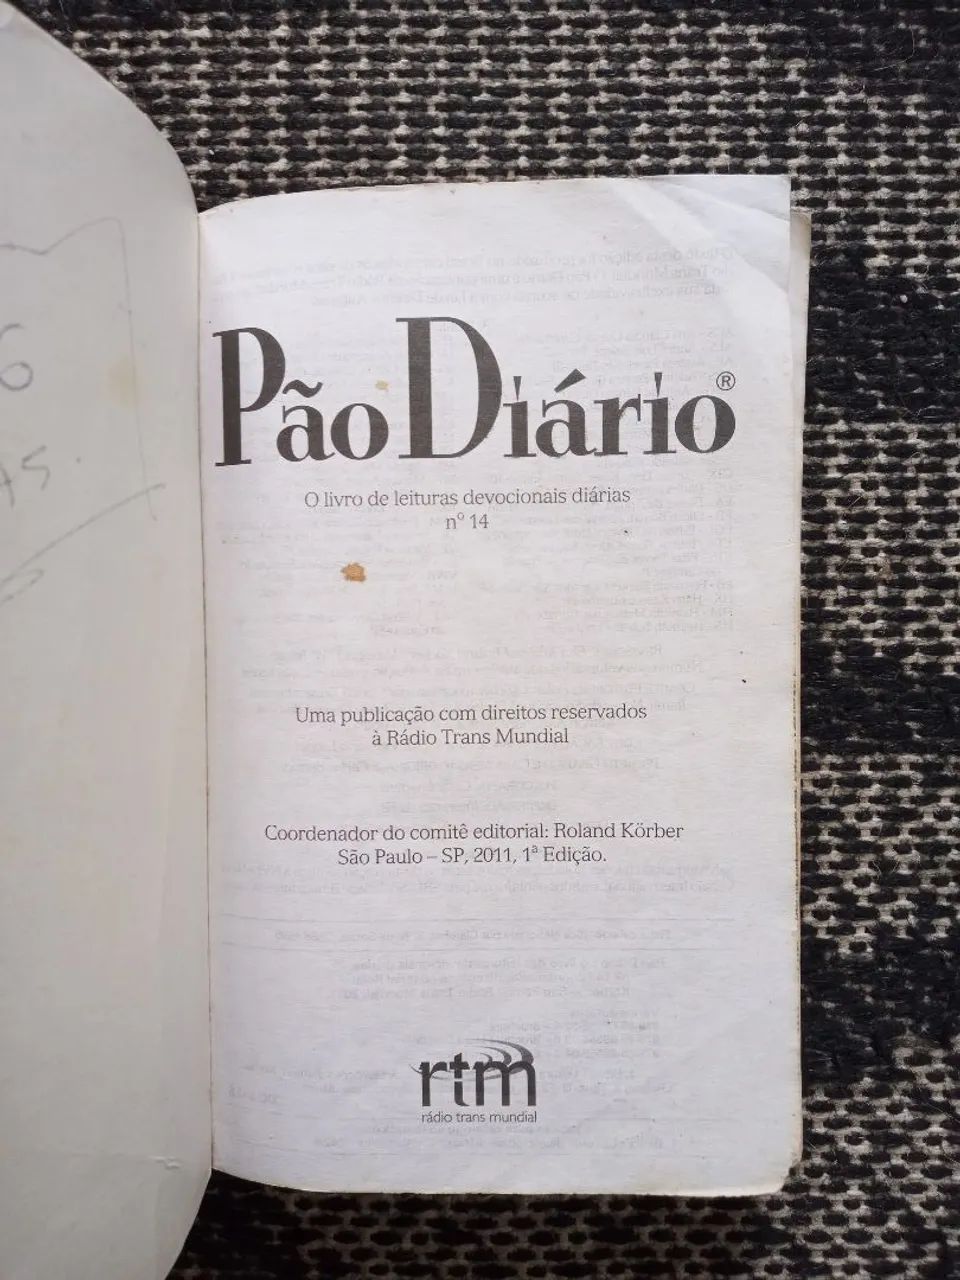 6
Pão Diário®
O livro de leituras devocionais diárias
nº 14
Uma publicação com direitos reservados
à Rádio Trans Mundial
Coordenador do comitê editorial: Roland Körber
São Paulo – SP, 2011, 1ª Edição.
rtm
rádio trans mundial